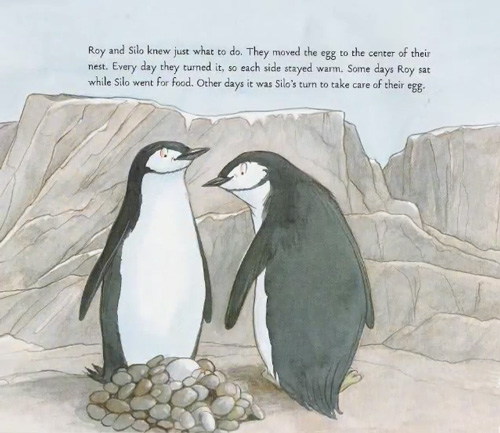 Roy and Silo knew just what to do. They moved the egg to the center of their
nest. Every day they turned it, so each side stayed warm. Some days Roy sat
while Silo went for food. Other days it was Silo's turn to take care of their egg.